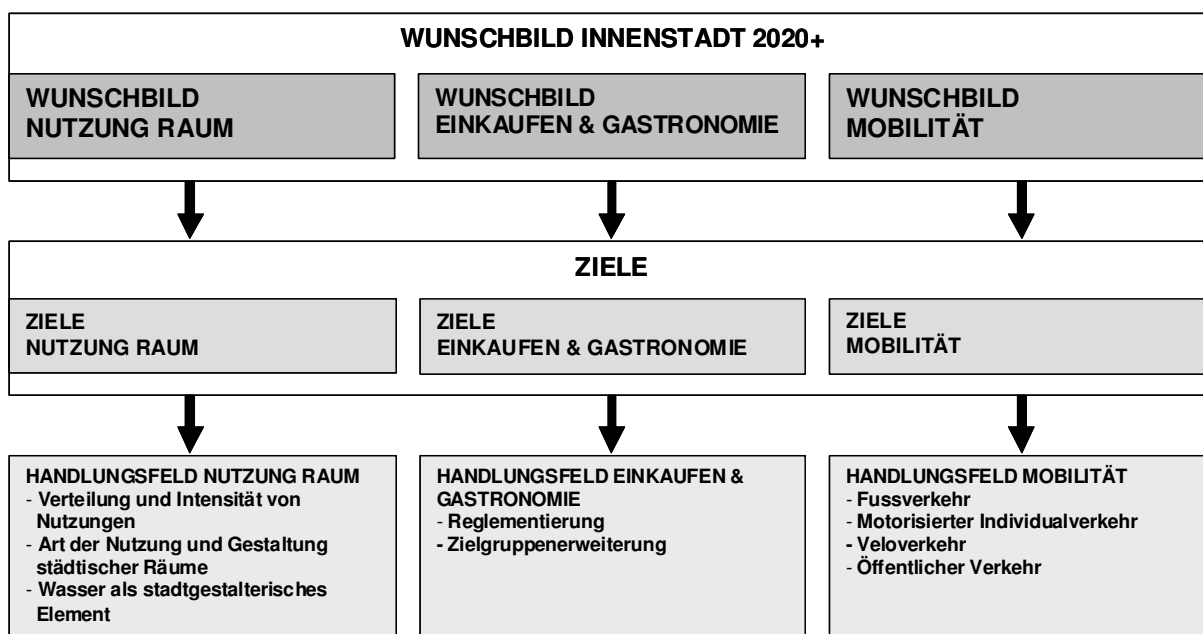 WUNSCHBILD INNENSTADT 2020+
WUNSCHBILD
NUTZUNG RAUM
WUNSCHBILD
EINKAUFEN & GASTRONOMIE
WUNSCHBILD
MOBILITÄT
ZIELE
ZIELE
NUTZUNG RAUM
ZIELE
EINKAUFEN & GASTRONOMIE
ZIELE
MOBILITÄT
HANDLUNGSFELD NUTZUNG RAUM
- Verteilung und Intensität von
Nutzungen
- Art der Nutzung und Gestaltung
städtischer Räume
- Wasser als stadtgestalterisches
Element
HANDLUNGSFELD EINKAUFEN &
GASTRONOMIE
- Reglementierung
- Zielgruppenerweiterung
HANDLUNGSFELD MOBILITÄT
- Fussverkehr
- Motorisierter Individualverkehr
- Veloverkehr
- Öffentlicher Verkehr